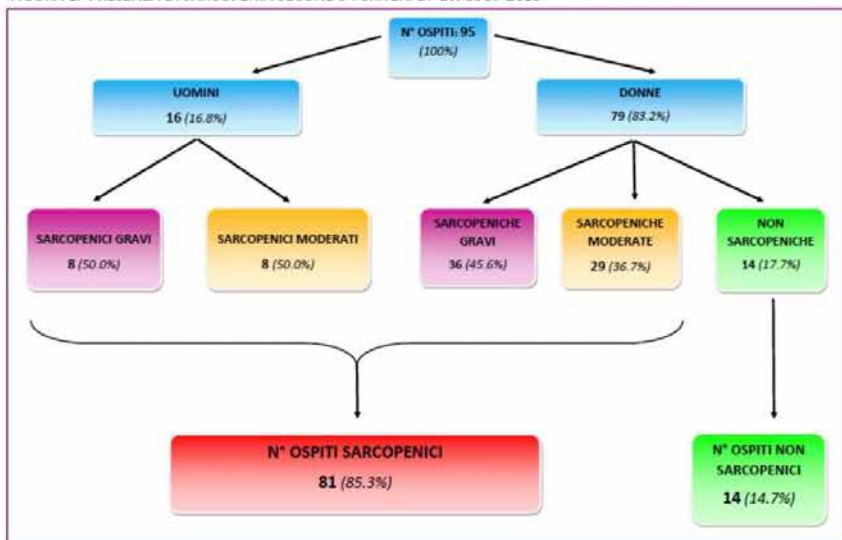 N° OSPITI: 95
(100%)
UOMINI
16 (16.8%)
DONNE
79 (83.2%)
SARCOPENICI GRAVI
8 (50.0%)
SARCOPENICI MODERATI
8 (50.0%)
SARCOPENICHE
GRAVI
36 (45.6%)
SARCOPENICHE
MODERATE
29 (36.7%)
NON
SARCOPENICHE
14 (17.7%)
N° OSPITI SARCOPENICI
81 (85.3%)
N° OSPITI NON
SARCOPENICI
14 (14.7%)